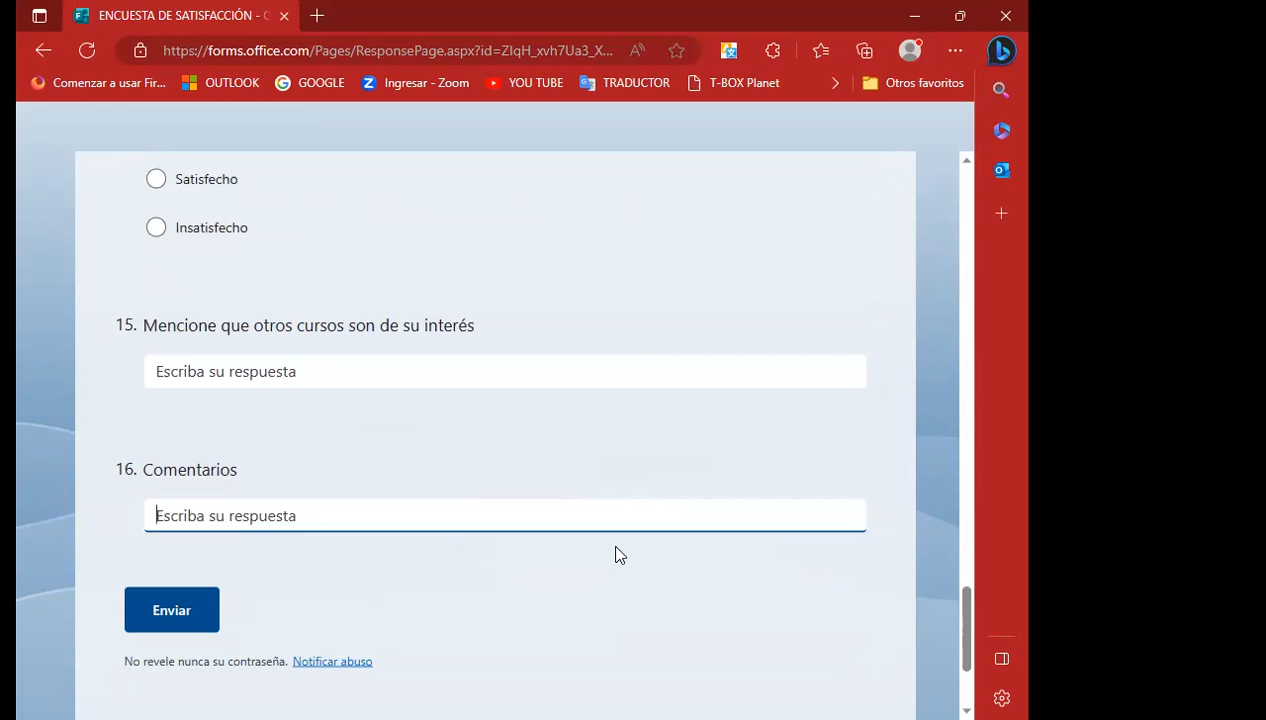 ENCUESTA DE SATISFACCIÓN -
https://forms.office.com/Pages/ResponsePage.aspx?id=ZIqH_xvh7Ua3_X...
Comenzar a usar Fir...
OUTLOOK
GOOGLE
Ingresar - Zoom
YOU TUBE
TRADUCTOR
T-BOX Planet
Otros favoritos
Satisfecho
Insatisfecho
15. Mencione que otros cursos son de su interés
Escriba su respuesta
16. Comentarios
Escriba su respuesta
Enviar
No revele nunca su contraseña. Notificar abuso